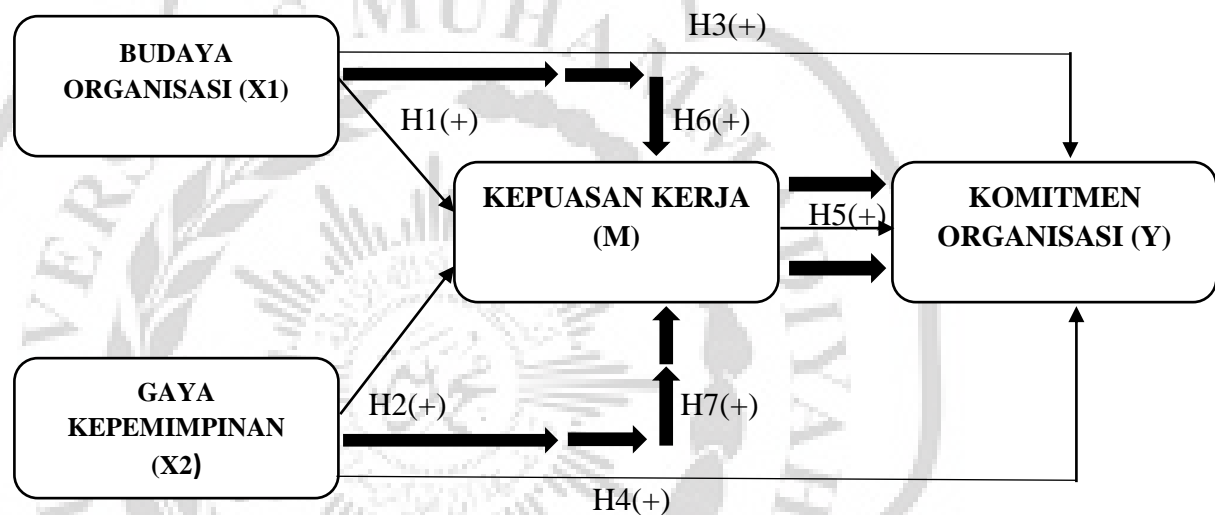 H3(+)
BUDAYA
ORGANISASI (X1)
H1(+)
H6(+)
KEPUASAN KERJA
(M)
H5(+)
KOMITMEN
ORGANISASI (Y)
GAYA
KEPEMIMPINAN
(X2)
H2(+)
H7(+)
H4(+)